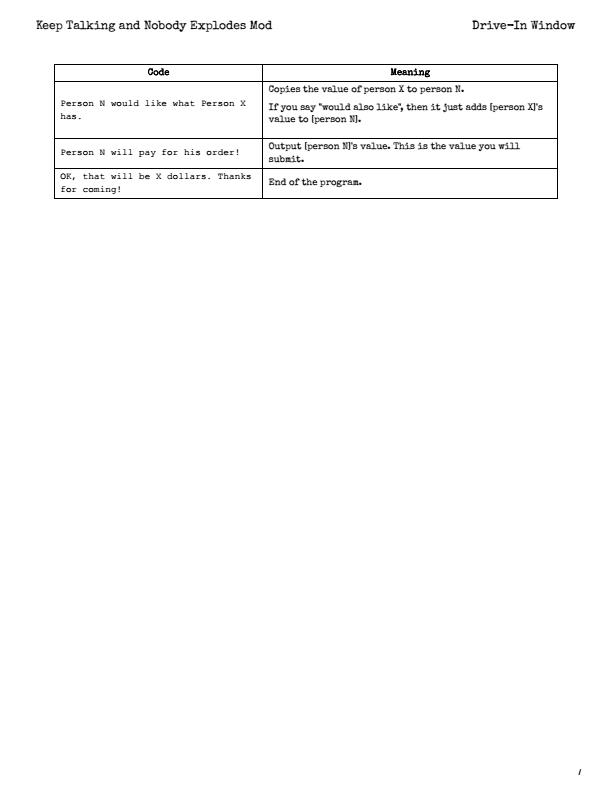 Keep Talking and Nobody Explodes Mod
Drive-In Window
Code
Meaning
Person N would like what Person X
has.
Copies the value of person X to person N.
If you say "would also like", then it just adds [person X]'s
value to [person N].
Person N will pay for his order!
Output [person N]'s value. This is the value you will
submit.
OK, that will be X dollars. Thanks
for coming!
End of the program.